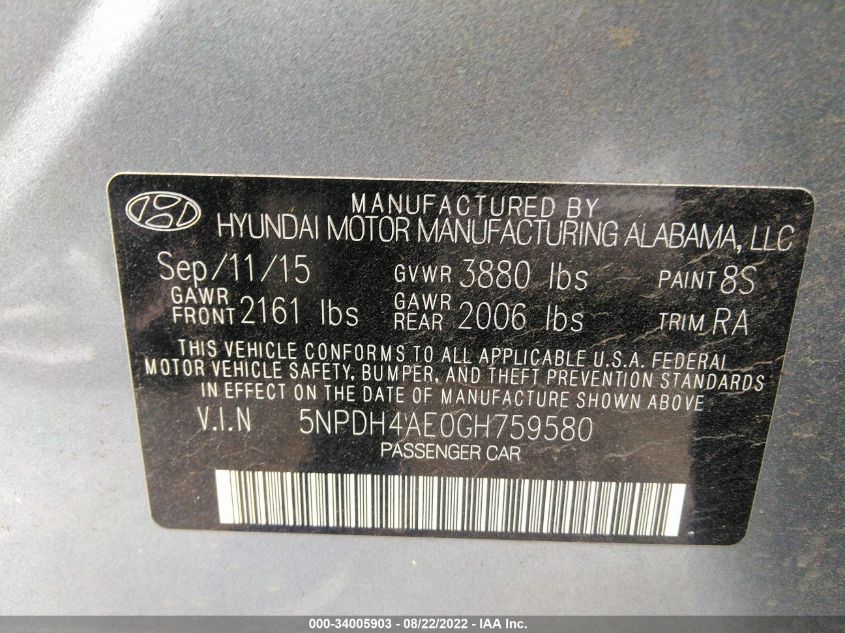 MANUFACTURED BY
HYUNDAI MOTOR MANUFACTURING ALABAMA, LLC
Sep/11/15 GVWR 3880 lbs PAINT 8S
GAWR FRONT 2161 lbs GAWR REAR 2006 lbs TRIM RA
THIS VEHICLE CONFORMS TO ALL APPLICABLE U.S.A. FEDERAL
MOTOR VEHICLE SAFETY, BUMPER, AND THEFT PREVENTION STANDARDS
IN EFFECT ON THE DATE OF MANUFACTURE SHOWN ABOVE
V.I.N 5NPDH4AE0GH759580
PASSENGER CAR
000-34005903 - 08/22/2022 - IAA Inc.